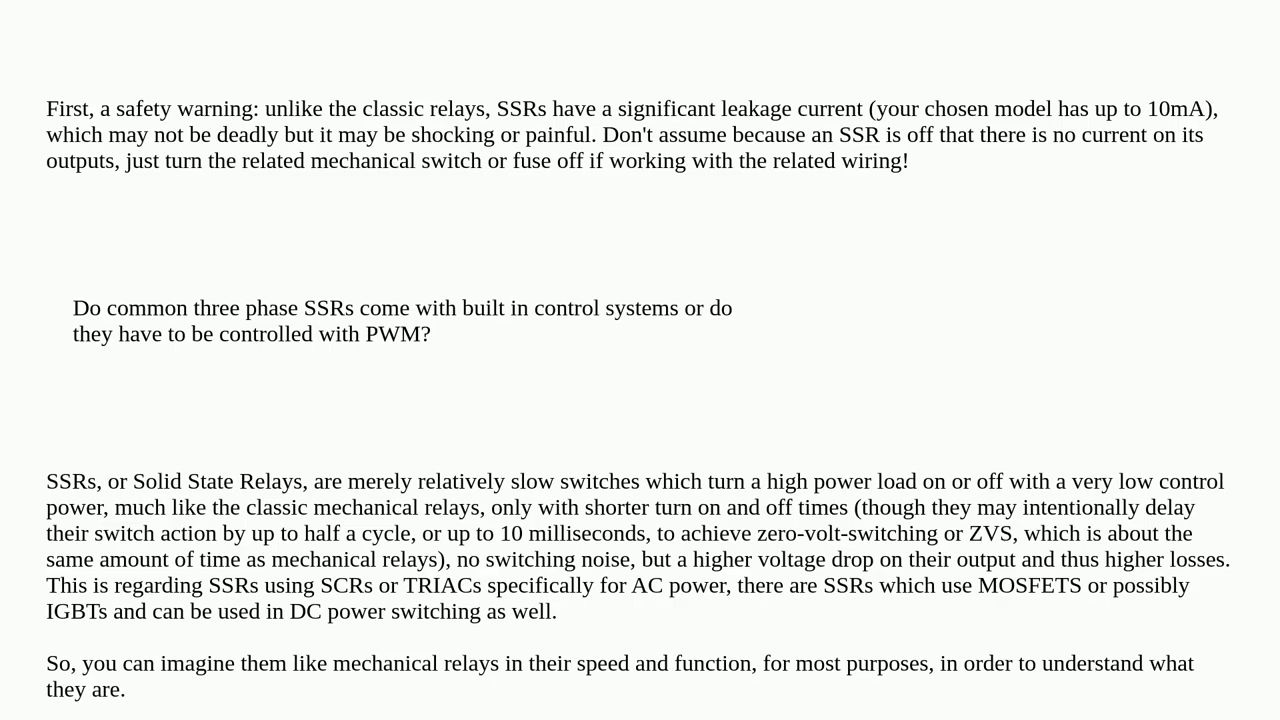 First, a safety warning: unlike the classic relays, SSRs have a significant leakage current (your chosen model has up to 10mA),
which may not be deadly but it may be shocking or painful. Don't assume because an SSR is off that there is no current on its
outputs, just turn the related mechanical switch or fuse off if working with the related wiring!
Do common three phase SSRs come with built in control systems or do
they have to be controlled with PWM?
SSRs, or Solid State Relays, are merely relatively slow switches which turn a high power load on or off with a very low control
power, much like the classic mechanical relays, only with shorter turn on and off times (though they may intentionally delay
their switch action by up to half a cycle, or up to 10 milliseconds, to achieve zero-volt-switching or ZVS, which is about the
same amount of time as mechanical relays), no switching noise, but a higher voltage drop on their output and thus higher losses.
This is regarding SSRs using SCRs or TRIACs specifically for AC power, there are SSRs which use MOSFETS or possibly
IGBTs and can be used in DC power switching as well.
So, you can imagine them like mechanical relays in their speed and function, for most purposes, in order to understand what
they are.